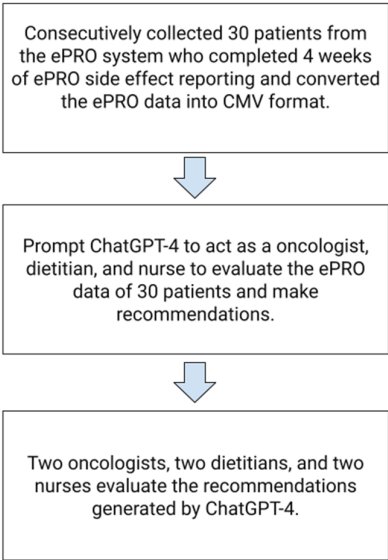 Consecutively collected 30 patients from
the ePRO system who completed 4 weeks
of ePRO side effect reporting and converted
the ePRO data into CMV format.
Prompt ChatGPT-4 to act as a oncologist,
dietitian, and nurse to evaluate the ePRO
data of 30 patients and make
recommendations.
Two oncologists, two dietitians, and two
nurses evaluate the recommendations
generated by ChatGPT-4.